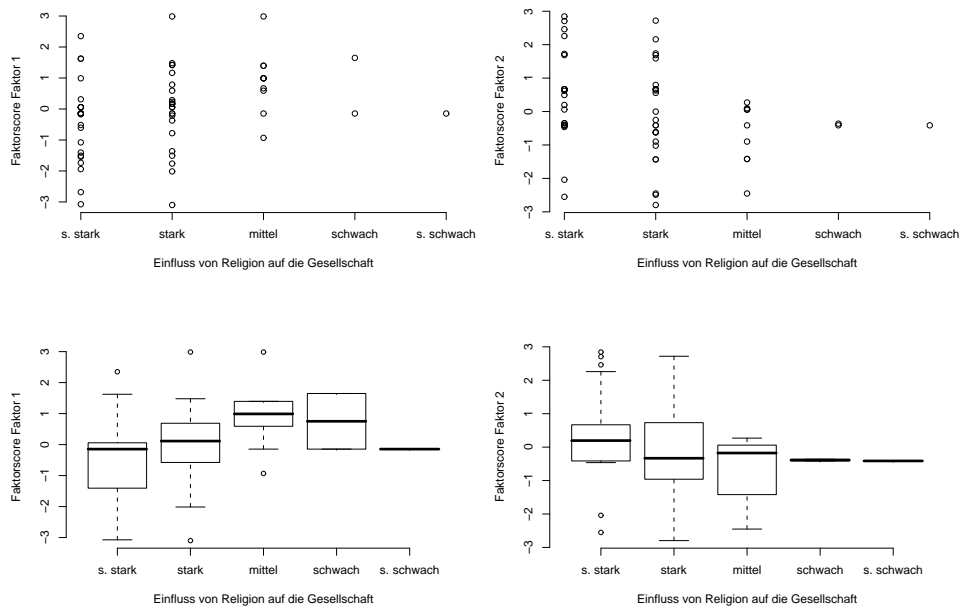 Faktorscore Faktor 1
3
2
1
0
−1
−2
−3
s. stark stark mittel schwach s. schwach
Einfluss von Religion auf die Gesellschaft
Faktorscore Faktor 2
3
2
1
0
−1
−2
−3
s. stark stark mittel schwach s. schwach
Einfluss von Religion auf die Gesellschaft
Faktorscore Faktor 1
3
2
1
0
−1
−2
−3
s. stark stark mittel schwach s. schwach
Einfluss von Religion auf die Gesellschaft
Faktorscore Faktor 2
3
2
1
0
−1
−2
−3
s. stark stark mittel schwach s. schwach
Einfluss von Religion auf die Gesellschaft